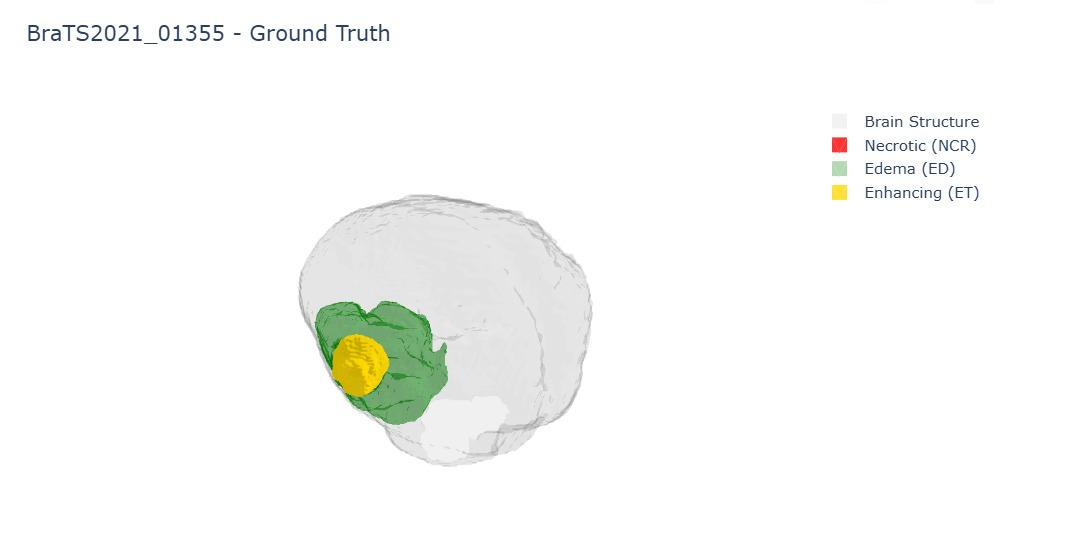 BraTS2021_01355 - Ground Truth
Brain Structure
Necrotic (NCR)
Edema (ED)
Enhancing (ET)